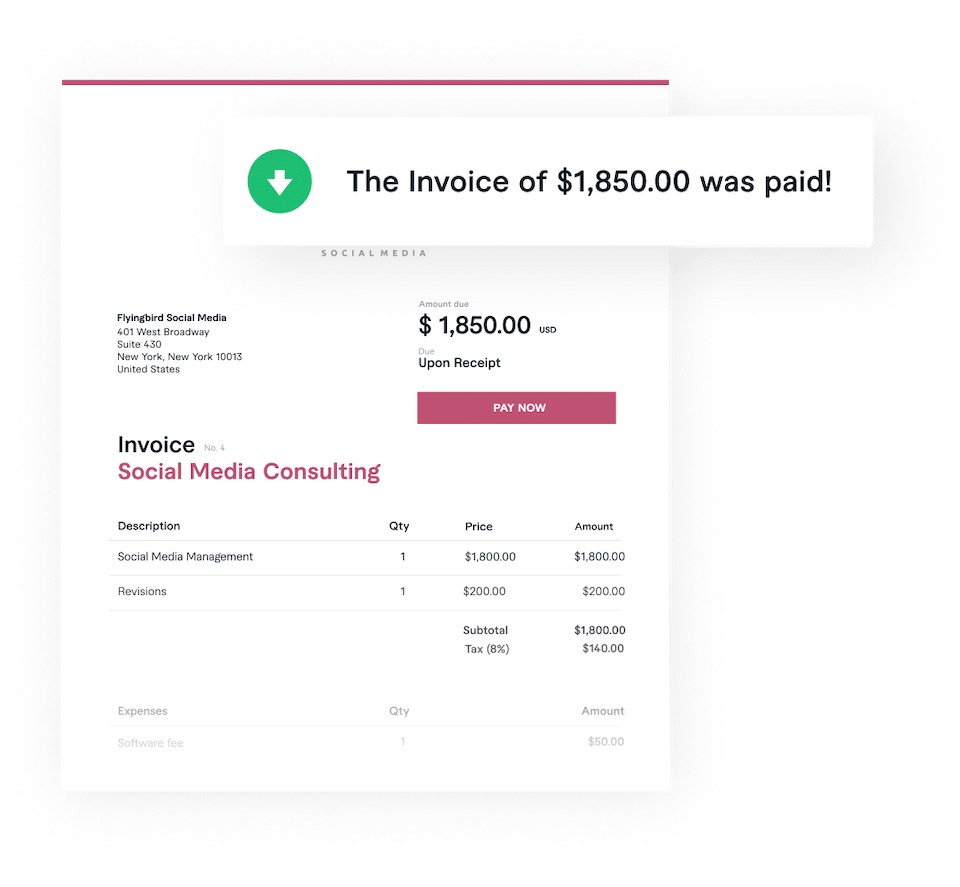 The Invoice of $1,850.00 was paid!
SOCIAL MEDIA
Flyingbird Social Media
401 West Broadway
Suite 430
New York, New York 10013
United States
Amount due
$ 1,850.00 USD
Due
Upon Receipt
PAY NOW
Invoice No. 4
Social Media Consulting
Description Qty Price Amount
Social Media Management 1 $1,800.00 $1,800.00
Revisions 1 $200.00 $200.00
Subtotal $1,800.00
Tax (8%) $140.00
Expenses Qty Amount
Software fee 1 $50.00